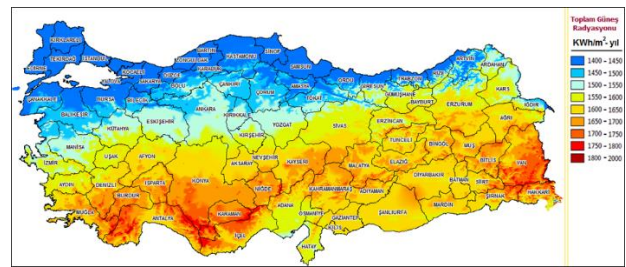 Toplam Güneş
Radyasyonu
KWh/m²-yıl
1400 - 1450
1450 - 1500
1500 - 1550
1550 - 1600
1600 - 1650
1650 - 1700
1700 - 1750
1750 - 1800
1800 - 2000
KIRKLARELİ
EDİRNE
TEKİRDAĞ
İSTANBUL
KOCAELİ
SAKARYA
DÜZCE
ZONGULDAK
BARTIN
KARABÜK
KASTAMONU
SİNOP
SAMSUN
ORDU
GİRESUN
TRABZON
RİZE
ARTVİN
ARDAHAN
KARS
IĞDIR
ÇANAKKALE
BALIKESİR
BURSA
BOLU
ÇANKIRI
ÇORUM
AMASYA
TOKAT
GÜMÜŞHANE
BAYBURT
ERZURUM
AĞRI
KÜTAHYA
ESKİŞEHİR
ANKARA
KIRIKKALE
YOZGAT
SİVAS
ERZİNCAN
TUNCELİ
BİNGÖL
MUŞ
BİTLİS
VAN
MANİSA
İZMİR
UŞAK
AFYON
KIRŞEHİR
NEVŞEHİR
AKSARAY
KAYSERİ
MALATYA
ELAZIĞ
DİYARBAKIR
BATMAN
SİİRT
ŞIRNAK
HAKKARİ
AYDIN
DENİZLİ
ISPARTA
BURDUR
KONYA
NİĞDE
KAHRAMANMARAŞ
ADIYAMAN
ŞANLIURFA
MARDİN
MUĞLA
ANTALYA
KARAMAN
İÇEL
ADANA
OSMANİYE
GAZİANTEP
KİLİS
HATAY